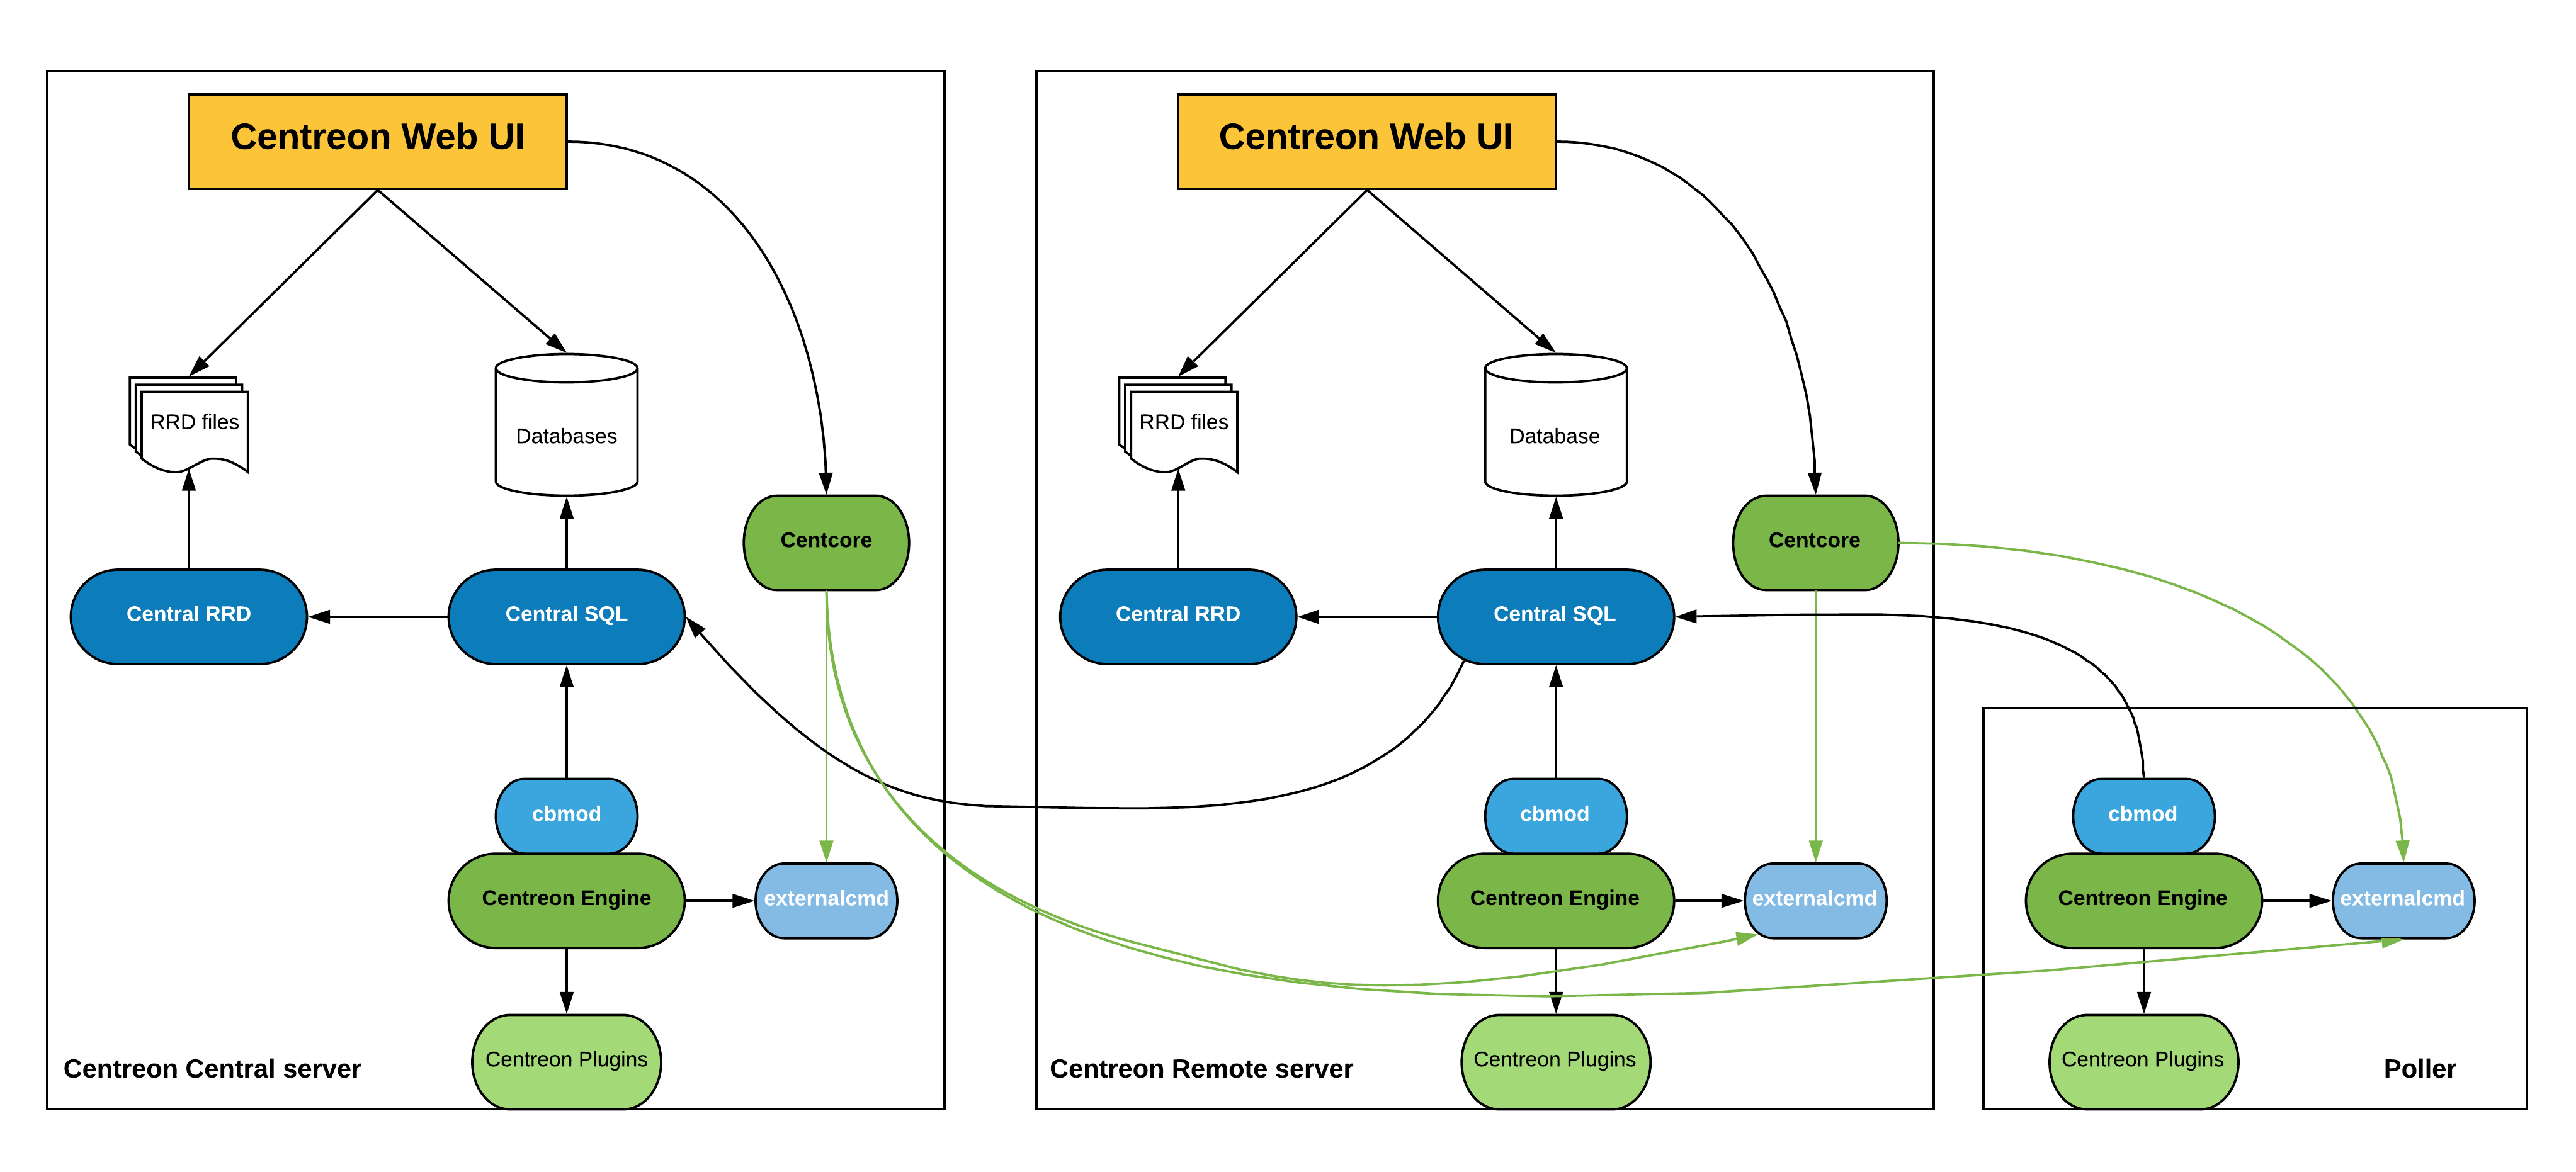 Centreon Web UI
RRD files
Databases
Centcore
Central RRD
Central SQL
cbmod
Centreon Engine
externalcmd
Centreon Plugins
Centreon Central server
Centreon Web UI
RRD files
Database
Centcore
Central RRD
Central SQL
cbmod
Centreon Engine
externalcmd
Centreon Plugins
Centreon Remote server
cbmod
Centreon Engine
externalcmd
Centreon Plugins
Poller